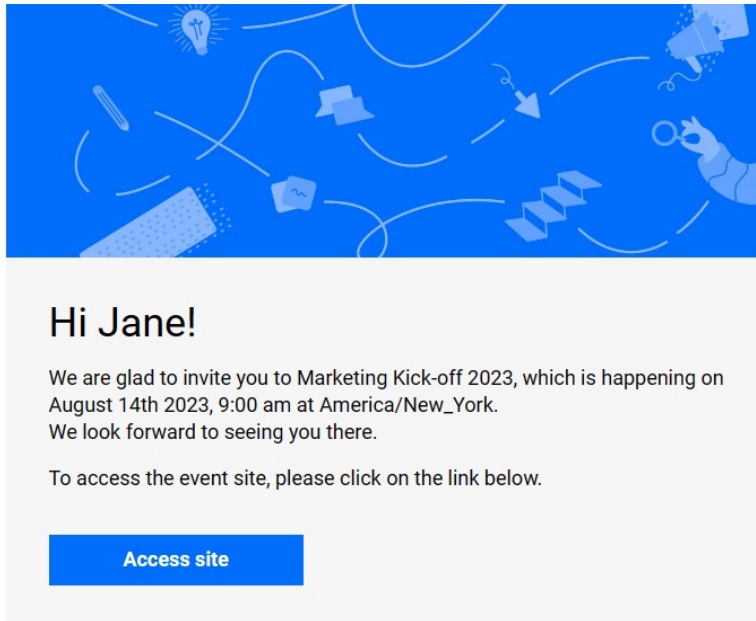 Hi Jane!
We are glad to invite you to Marketing Kick-off 2023, which is happening on
August 14th 2023, 9:00 am at America/New_York.
We look forward to seeing you there.
To access the event site, please click on the link below.
Access site